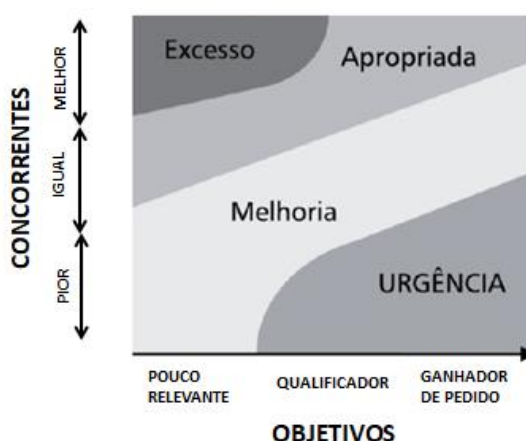 CONCORRENTES
MELHOR
IGUAL
PIOR
Excesso
Apropriada
Melhoria
URGÊNCIA
POUCO
RELEVANTE
QUALIFICADOR
GANHADOR
DE PEDIDO
OBJETIVOS